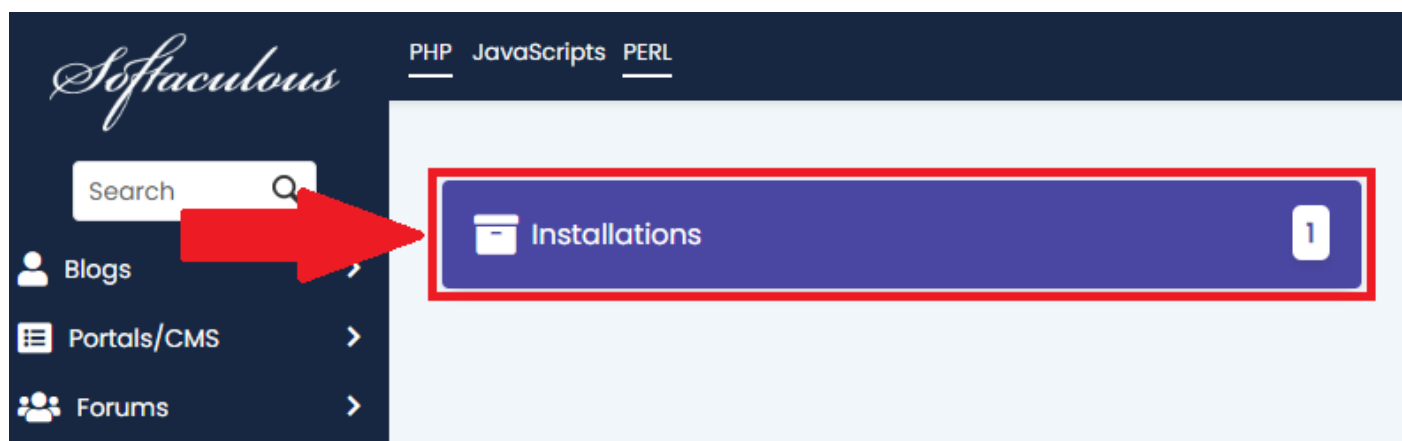 Softaculous
PHP JavaScripts PERL
Search
Installations 1
Blogs
Portals/CMS
Forums